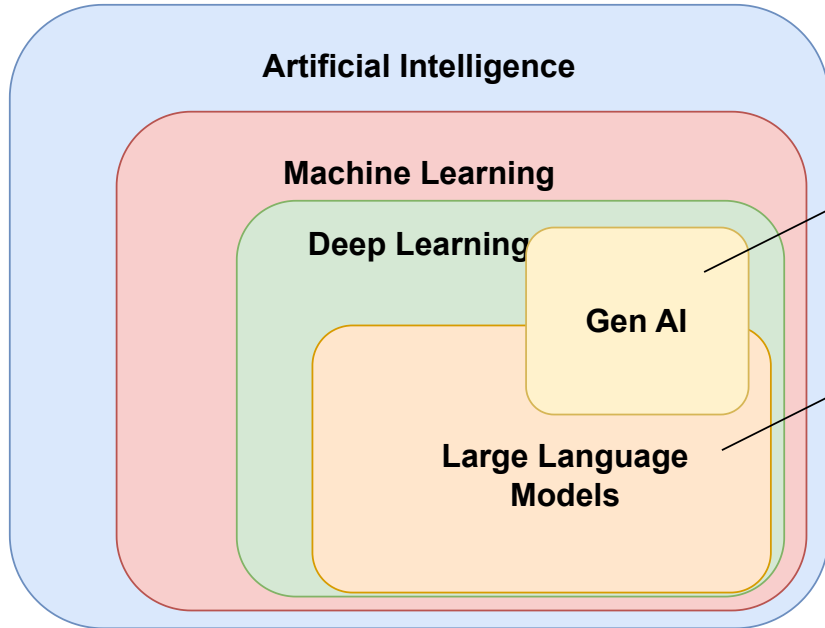 Artificial Intelligence
Machine Learning
Deep Learning
Gen AI
Large Language
Models